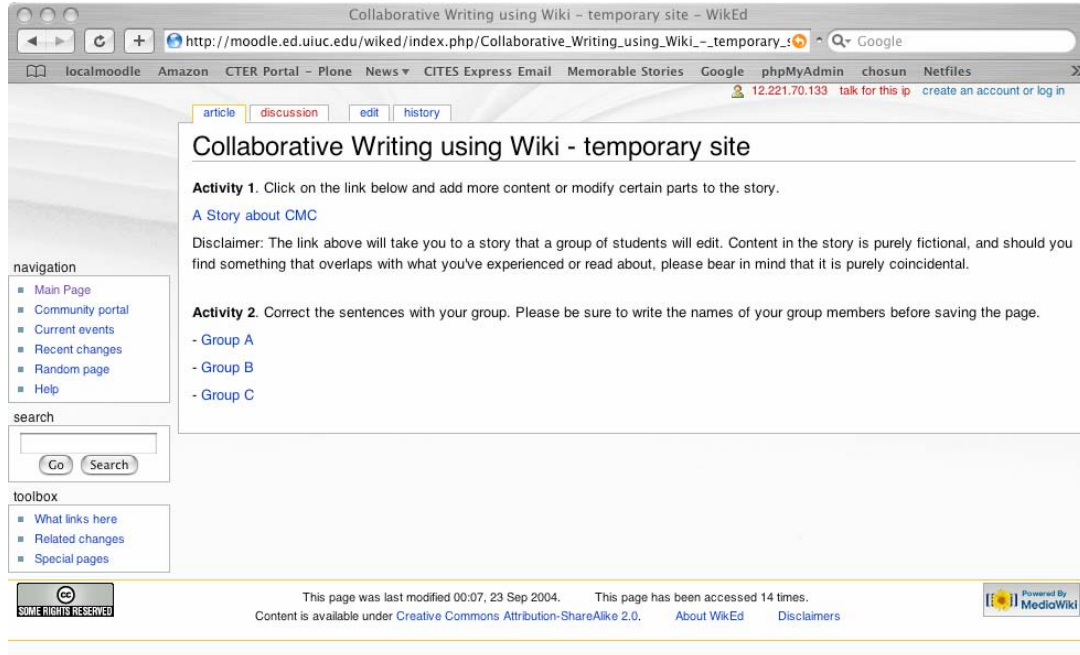 Collaborative Writing using Wiki – temporary site – WikEd
http://moodle.ed.uiuc.edu/wiked/index.php/Collaborative_Writing_using_Wiki_-_temporary_s
Google
localmoodle Amazon CTER Portal – Plone News CITES Express Email Memorable Stories Google phpMyAdmin chosun Netfiles
12.221.70.133 talk for this ip create an account or log in
article discussion edit history
Collaborative Writing using Wiki - temporary site
Activity 1. Click on the link below and add more content or modify certain parts to the story.
A Story about CMC
Disclaimer: The link above will take you to a story that a group of students will edit. Content in the story is purely fictional, and should you
find something that overlaps with what you've experienced or read about, please bear in mind that it is purely coincidental.
Activity 2. Correct the sentences with your group. Please be sure to write the names of your group members before saving the page.
- Group A
- Group B
- Group C
navigation
Main Page
Community portal
Current events
Recent changes
Random page
Help
search
Go Search
toolbox
What links here
Related changes
Special pages
cc
SOME RIGHTS RESERVED
This page was last modified 00:07, 23 Sep 2004. This page has been accessed 14 times.
Content is available under Creative Commons Attribution-ShareAlike 2.0. About WikEd Disclaimers
Powered By
MediaWiki